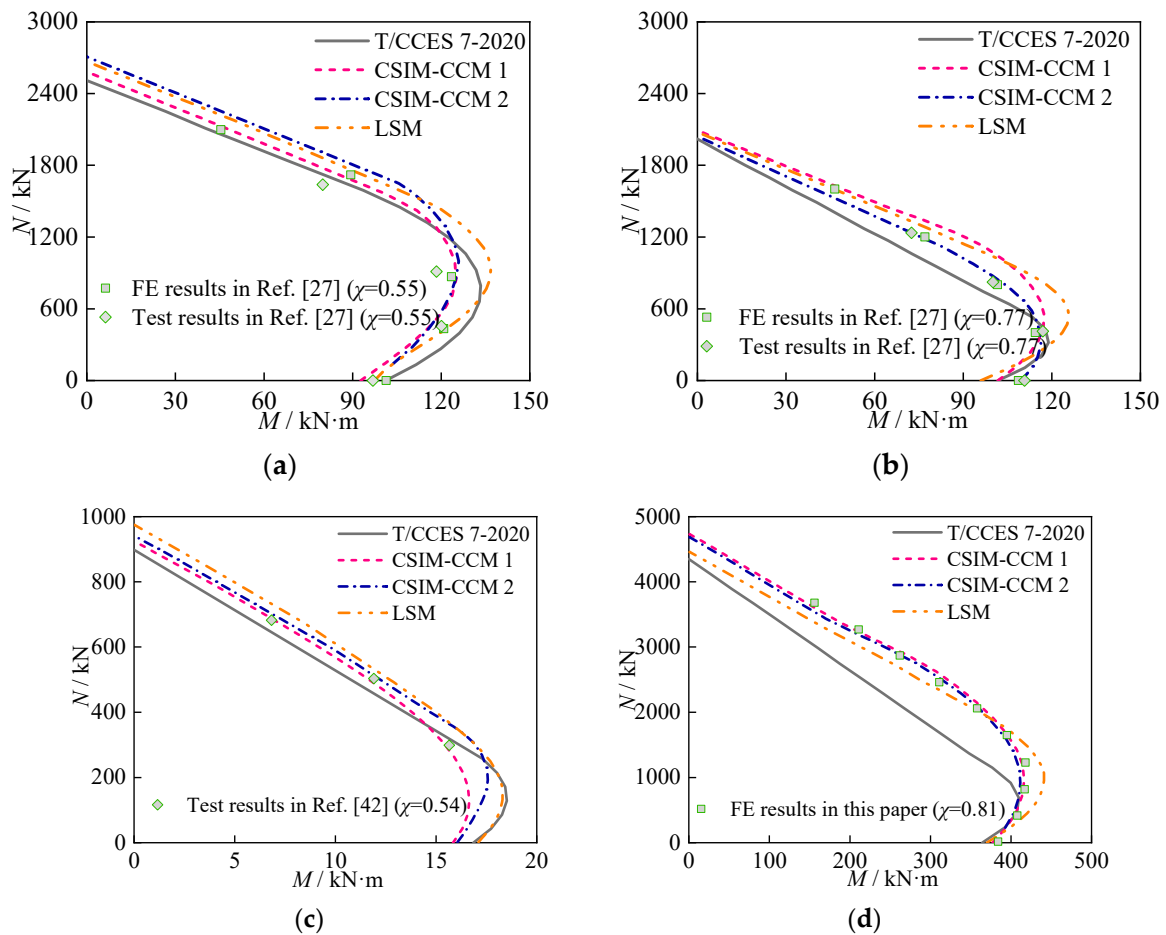 3000
2400
1800
1200
600
0
N / kN
0 30 60 90 120 150
M / kN·m
T/CCES 7-2020
CSIM-CCM 1
CSIM-CCM 2
LSM
FE results in Ref. [27] (χ=0.55)
Test results in Ref. [27] (χ=0.55)
(a)
3000
2400
1800
1200
600
0
N / kN
0 30 60 90 120 150
M / kN·m
T/CCES 7-2020
CSIM-CCM 1
CSIM-CCM 2
LSM
FE results in Ref. [27] (χ=0.77)
Test results in Ref. [27] (χ=0.77
(b)
1000
800
600
400
200
0
N / kN
0 5 10 15 20
M / kN·m
T/CCES 7-2020
CSIM-CCM 1
CSIM-CCM 2
LSM
Test results in Ref. [42] (χ=0.54)
(c)
5000
4000
3000
2000
1000
0
N / kN
0 100 200 300 400 500
M / kN·m
T/CCES 7-2020
CSIM-CCM 1
CSIM-CCM 2
LSM
FE results in this paper (χ=0.81)
(d)